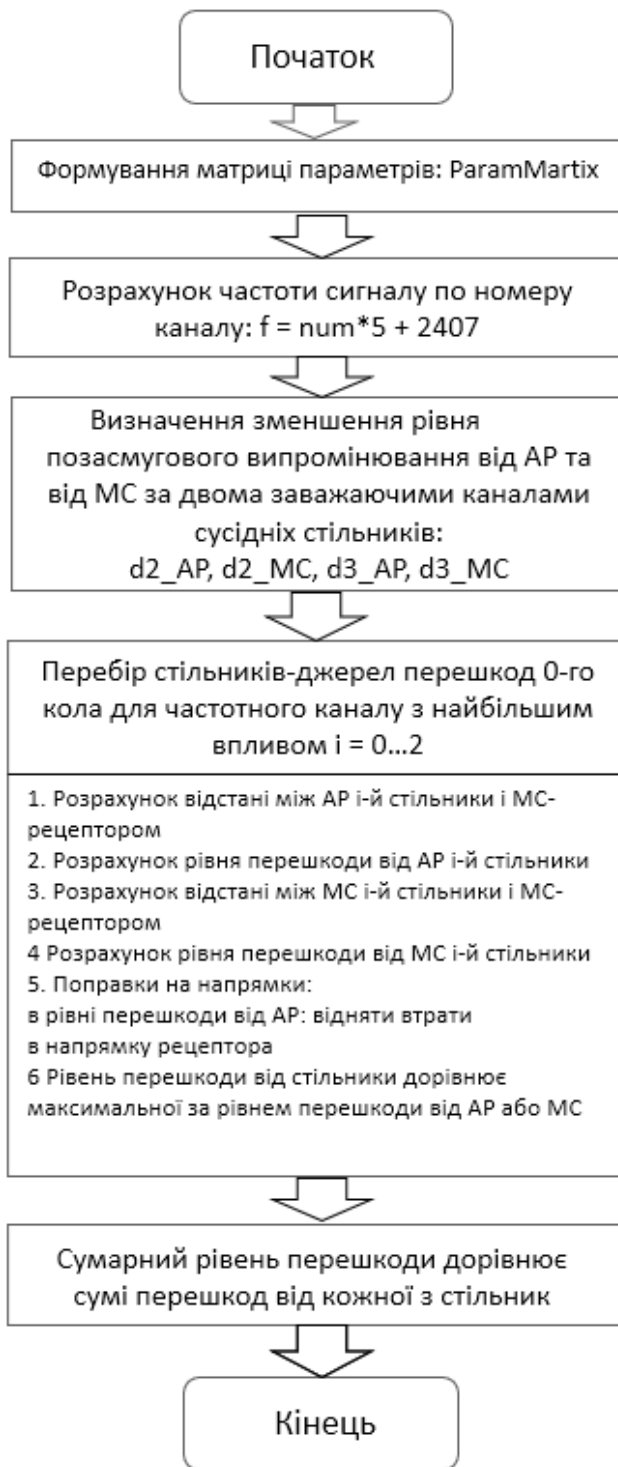 Початок
Формування матриці параметрів: ParamMartix
Розрахунок частоти сигналу по номеру
каналу: f = num*5 + 2407
Визначення зменшення рівня
позасмугового випромінювання від АР та
від МС за двома заважаючими каналами
сусідніх стільників:
d2_AP, d2_MC, d3_AP, d3_MC
Перебір стільників-джерел перешкод 0-го
кола для частотного каналу з найбільшим
впливом i = 0...2
1. Розрахунок відстані між АР і-й стільники і МС-
рецептором
2. Розрахунок рівня перешкоди від АР і-й стільники
3. Розрахунок відстані між МС і-й стільники і МС-
рецептором
4 Розрахунок рівня перешкоди від МС і-й стільники
5. Поправки на напрямки:
в рівні перешкоди від АР: відняти втрати
в напрямку рецептора
6 Рівень перешкоди від стільники дорівнює
максимальної за рівнем перешкоди від АР або МС
Сумарний рівень перешкоди дорівнює
сумі перешкод від кожної з стільник
Кінець